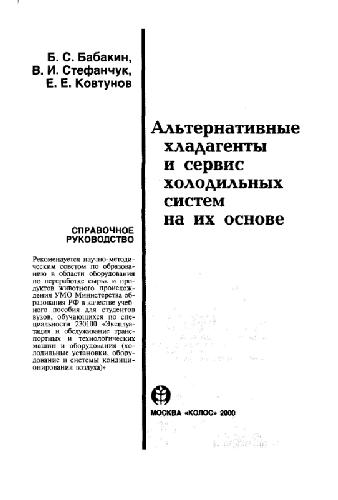 Б. С. Бабакин,
В. И. Стефанчук,
Е. Е. Ковтунов
Альтернативные
хладагенты
и сервис
холодильных
систем
на их основе
СПРАВОЧНОЕ
РУКОВОДСТВО
Рекомендуется научно-методи-
ческим советом по образова-
нию в области оборудования
по переработке сырья и про-
дуктов животного происхож-
дения УМО Министерства об-
разования РФ в качестве учеб-
ного пособия для студентов
вузов, обучающихся по спе-
циальности 230100 «Эксплуа-
тация и обслуживание транс-
портных и технологических
машин и оборудования (хо-
лодильные установки, обору-
дование и системы кондици-
онирования воздуха)»
МОСКВА «КОЛОС» 2000